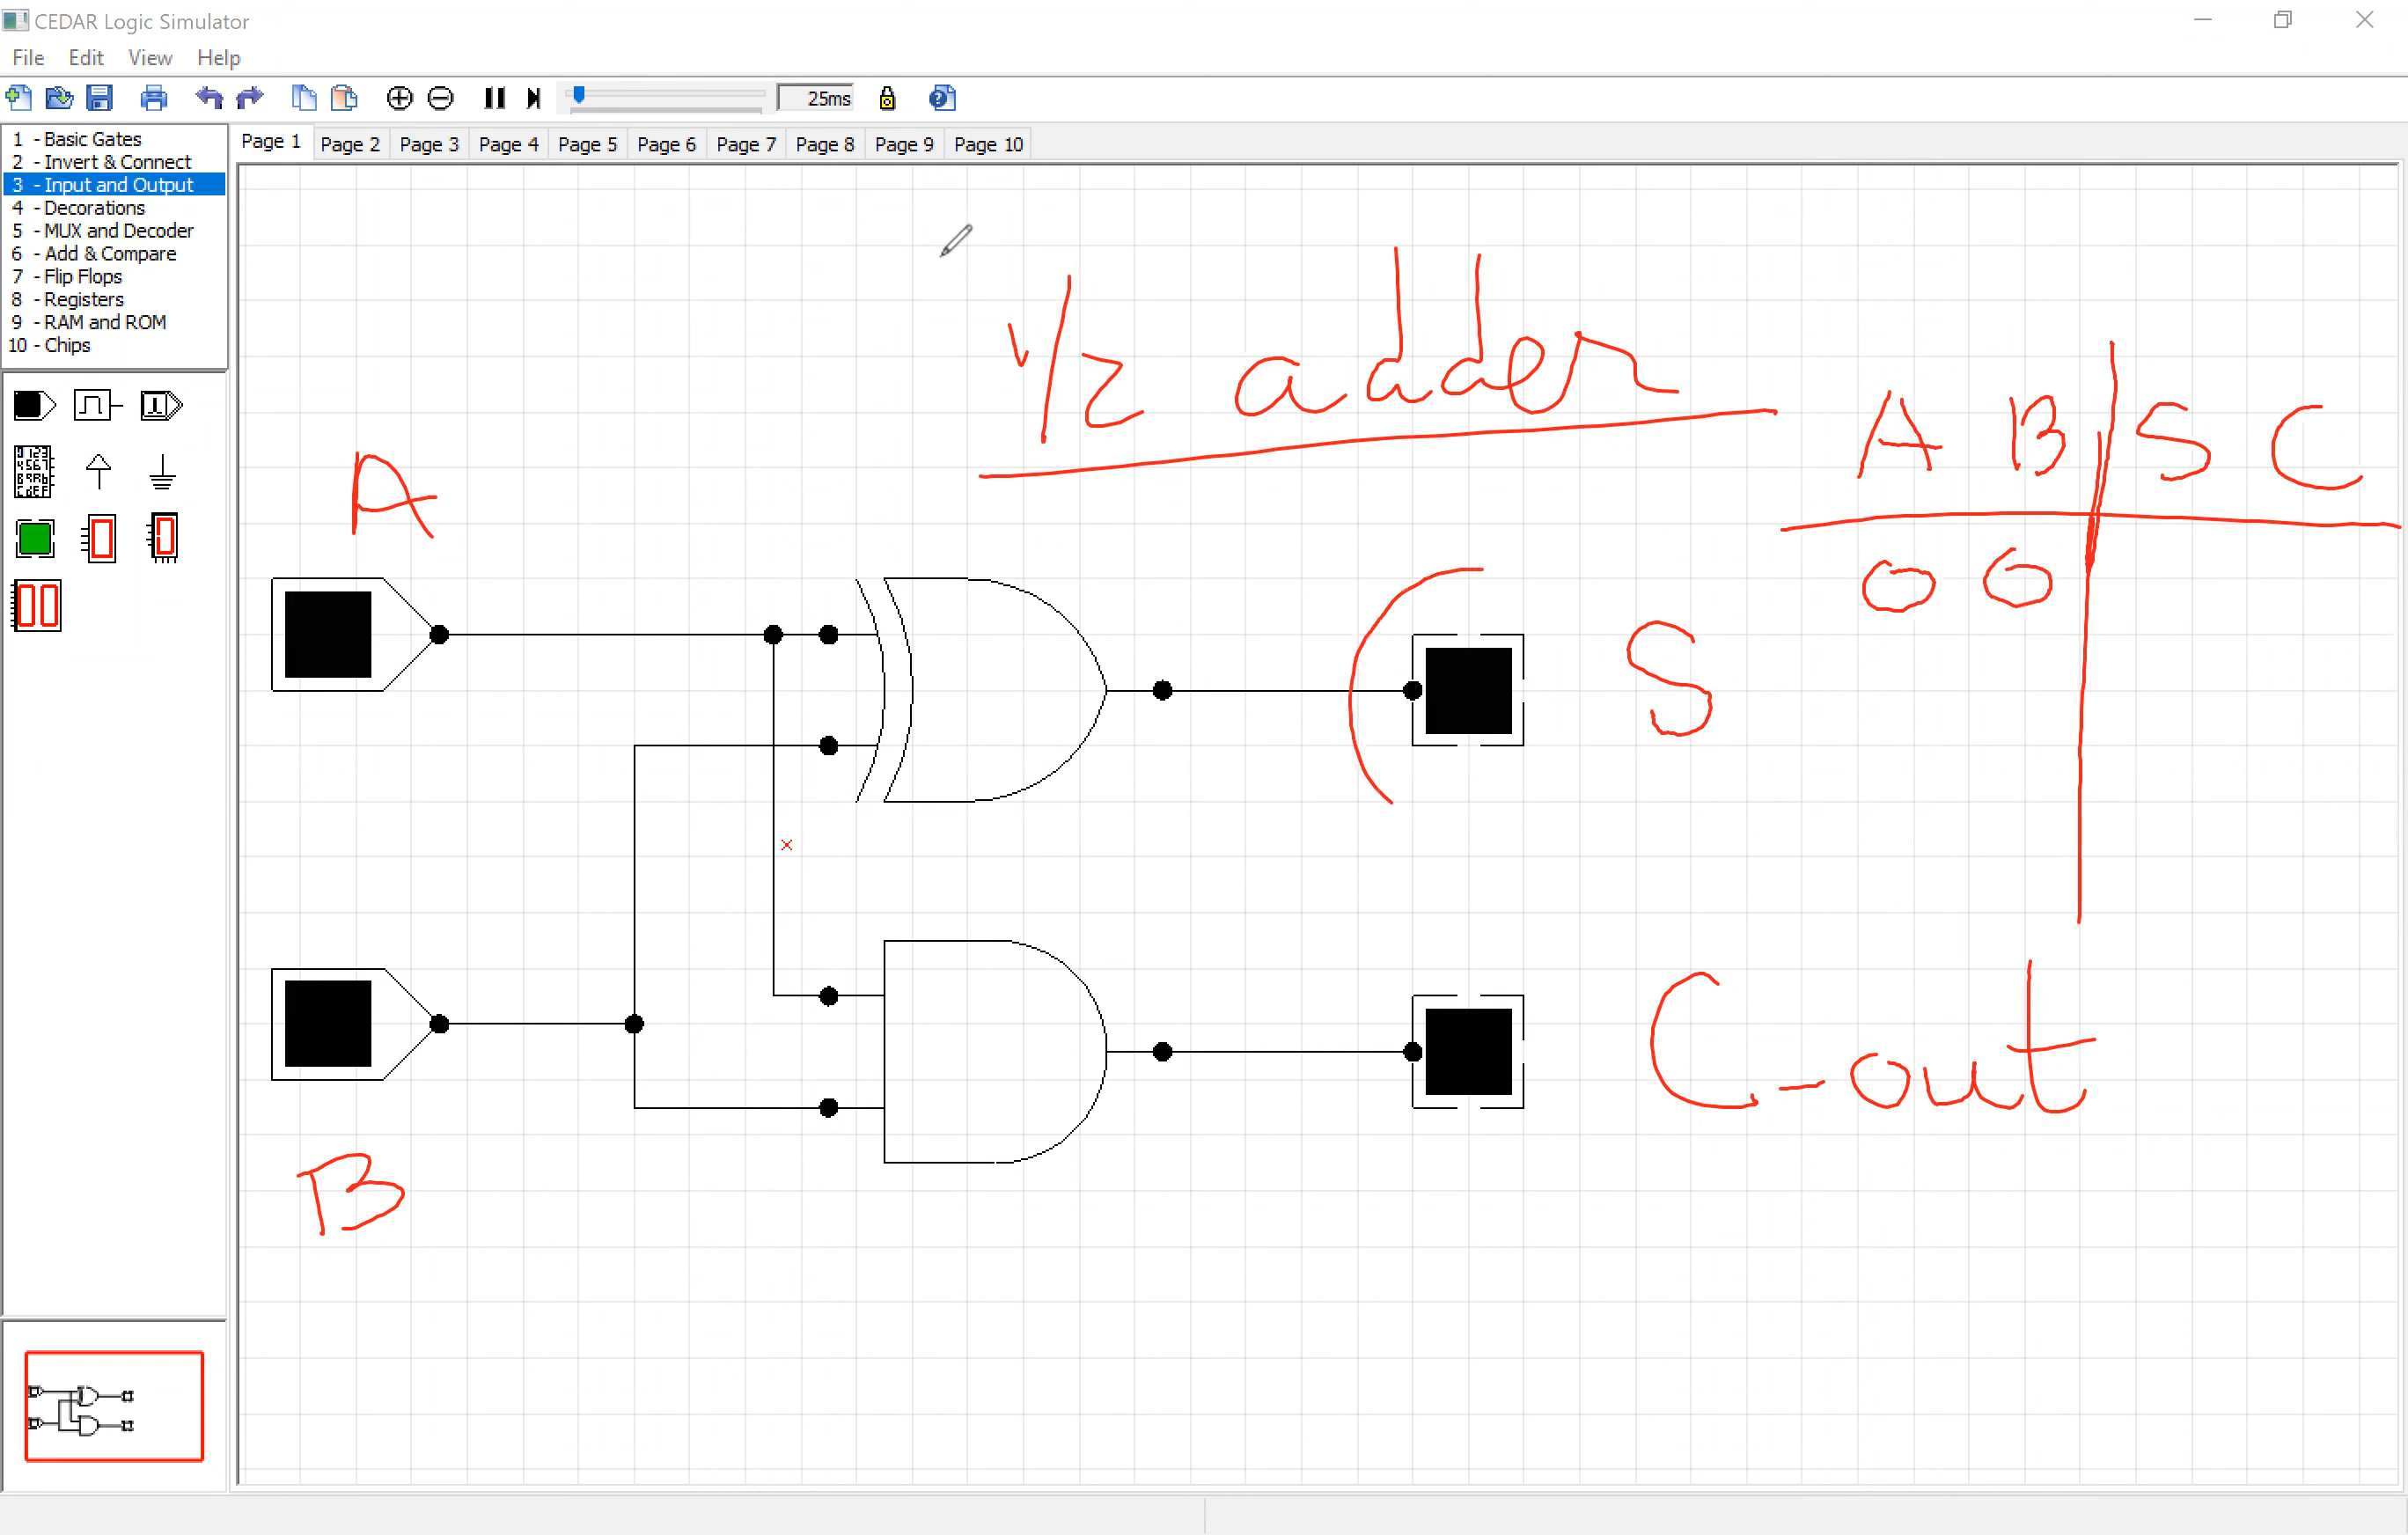 CEDAR Logic Simulator
File Edit View Help
25ms
1 - Basic Gates
2 - Invert & Connect
3 - Input and Output
4 - Decorations
5 - MUX and Decoder
6 - Add & Compare
7 - Flip Flops
8 - Registers
9 - RAM and ROM
10 - Chips
Page 1 Page 2 Page 3 Page 4 Page 5 Page 6 Page 7 Page 8 Page 9 Page 10
1/2 adder
A B S C
0 0
A
S
C-out
B